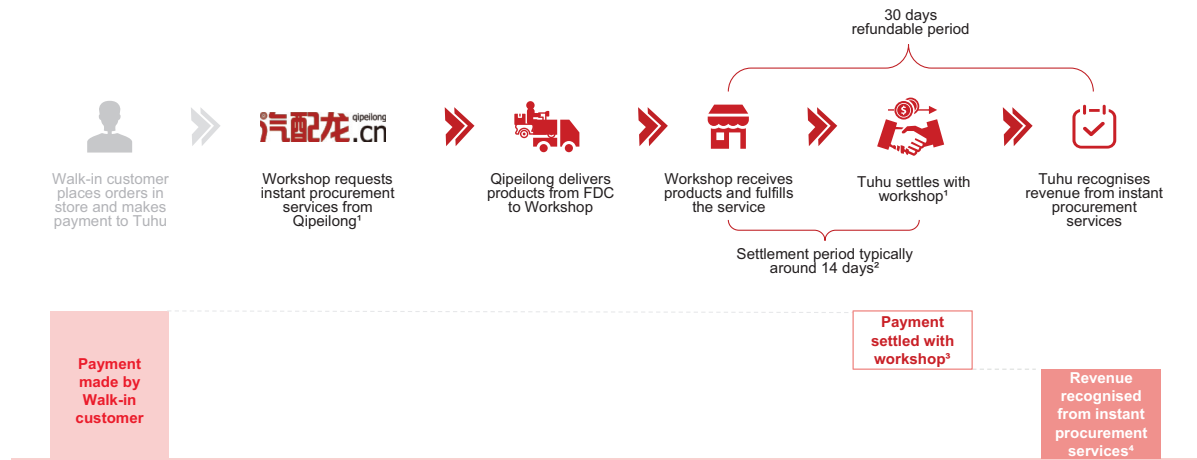 30 days
refundable period
qipeilong
汽配龙.cn
Walk-in customer
places orders in
store and makes
payment to Tuhu
Workshop requests
instant procurement
services from
Qipeilong¹
Qipeilong delivers
products from FDC
to Workshop
Workshop receives
products and fulfills
the service
Tuhu settles with
workshop¹
Tuhu recognises
revenue from instant
procurement
services
Settlement period typically
around 14 days²
Payment
made by
Walk-in
customer
Payment
settled with
workshop³
Revenue
recognised
from instant
procurement
services⁴